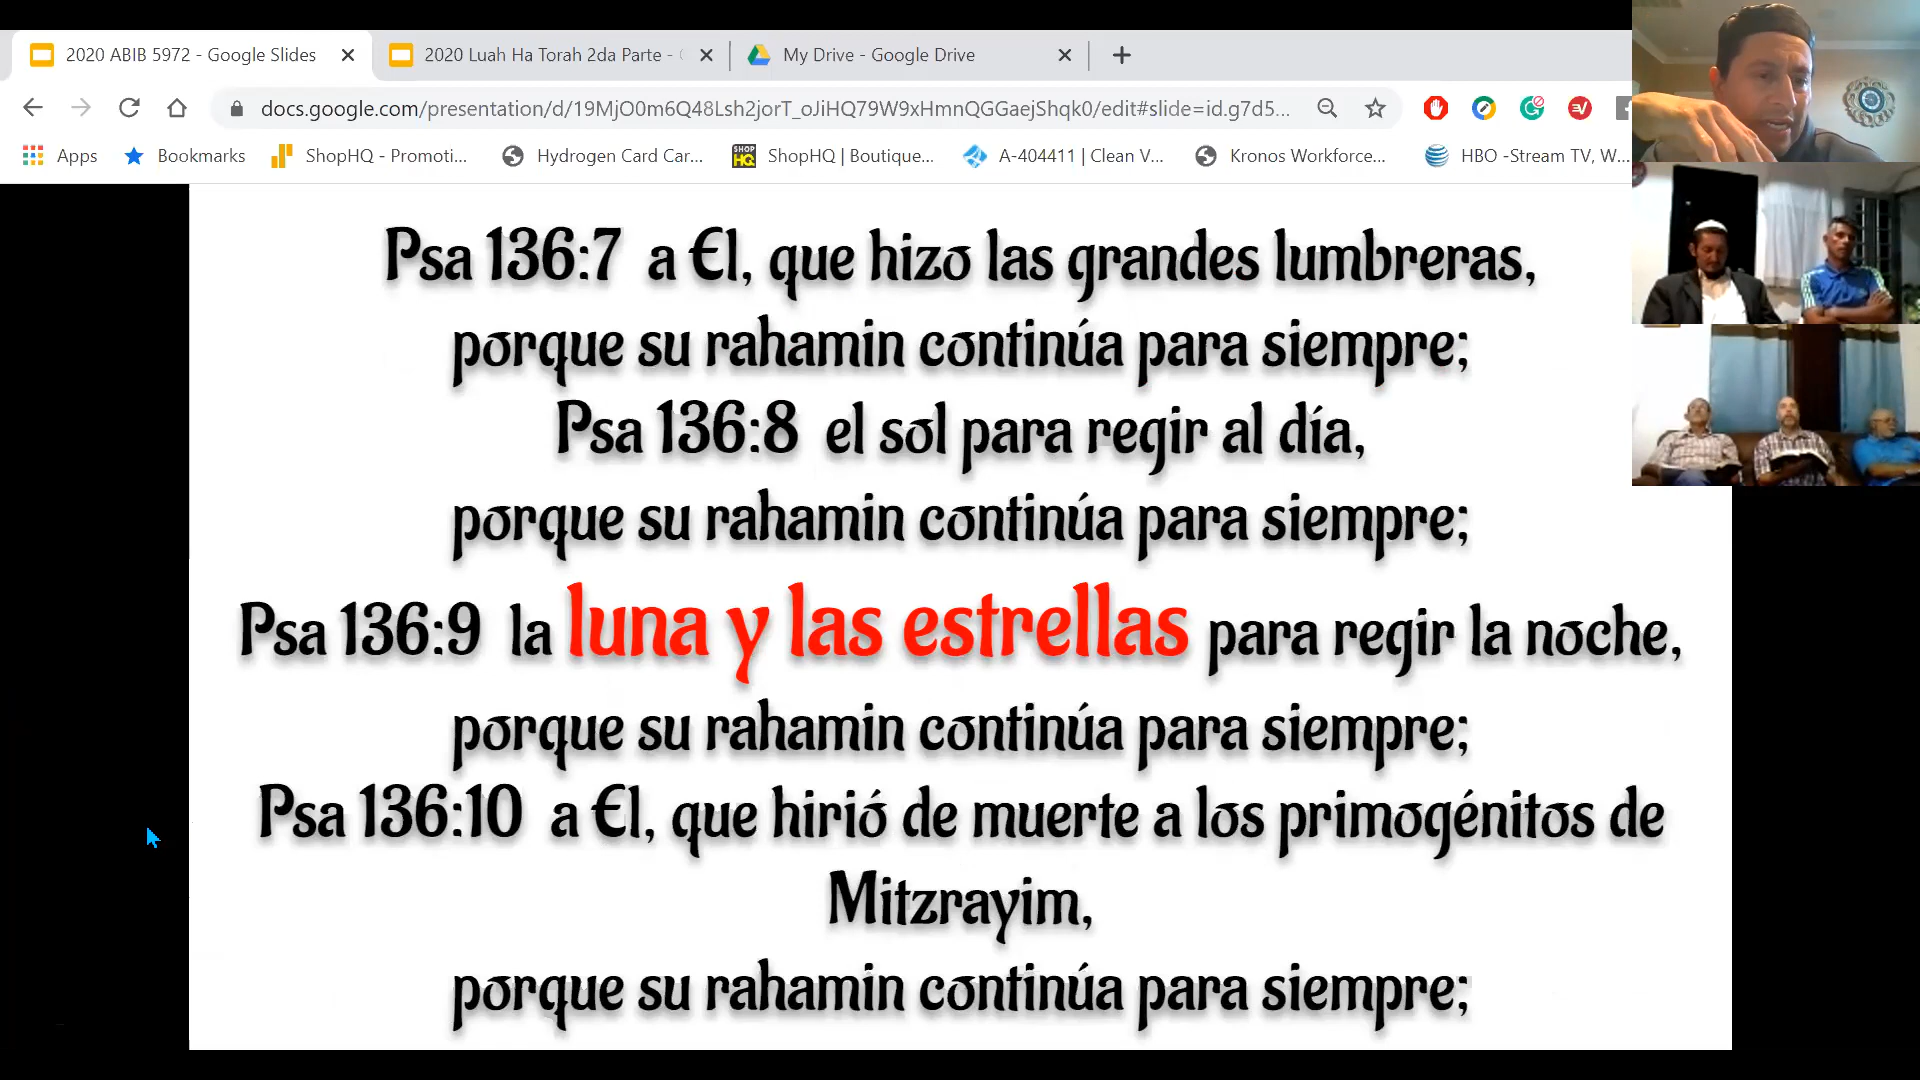 2020 ABIB 5972 - Google Slides
2020 Luah Ha Torah 2da Parte -
My Drive - Google Drive
docs.google.com/presentation/d/19MjO0m6Q48Lsh2jorT_oJiHQ79W9xHmnQGGaejShqk0/edit#slide=id.g7d5...
Apps Bookmarks ShopHQ - Promoti... Hydrogen Card Car... SHOP HQ ShopHQ | Boutique... A-404411 | Clean V... Kronos Workforce... HBO -Stream TV, W...
Psa 136:7 a El, que hizo las grandes lumbreras,
porque su rahamin continúa para siempre;
Psa 136:8 el sol para regir al día,
porque su rahamin continúa para siempre;
Psa 136:9 la luna y las estrellas para regir la noche,
porque su rahamin continúa para siempre;
Psa 136:10 a El, que hirió de muerte a los primogénitos de
Mitzrayim,
porque su rahamin continúa para siempre;